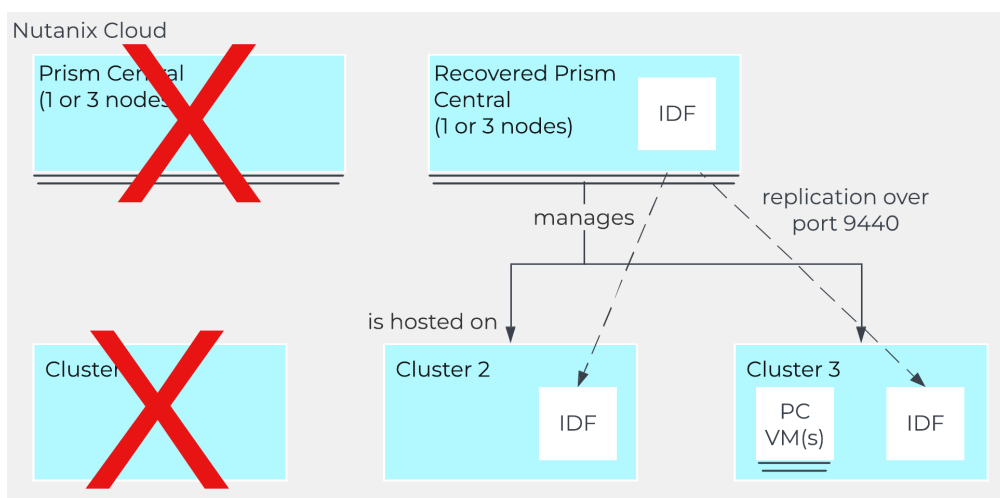 Nutanix Cloud
Prism Central
(1 or 3 nodes
Recovered Prism
Central
(1 or 3 nodes)
IDF
manages
replication over
port 9440
is hosted on
Cluster
Cluster 2
IDF
Cluster 3
PC
VM(s)
IDF